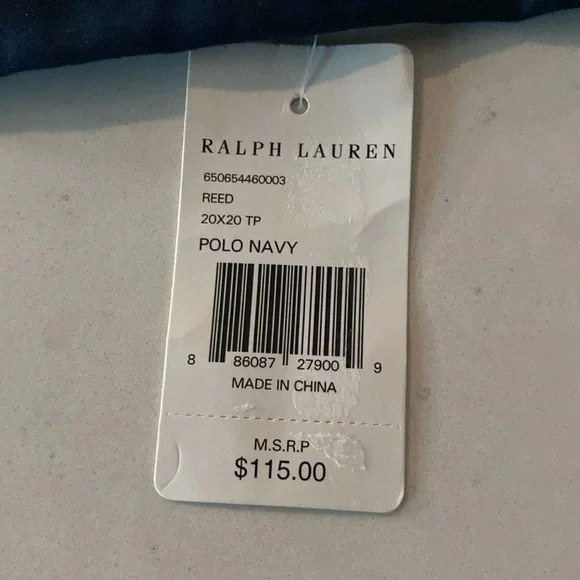 RALPH LAUREN
650654460003
REED
20X20 TP
POLO NAVY
8 86087 27900 9
MADE IN CHINA
M.S.R.P
$115.00